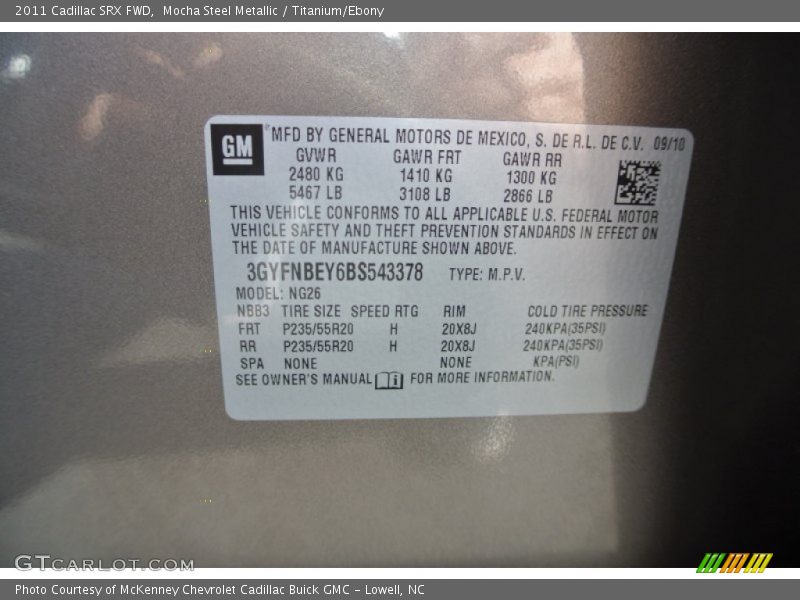 2011 Cadillac SRX FWD,  Mocha Steel Metallic / Titanium/Ebony
GM
MFD BY GENERAL MOTORS DE MEXICO, S. DE R.L. DE C.V.  09/10
GVWR  GAWR FRT  GAWR RR
2480 KG  1410 KG  1300 KG
5467 LB  3108 LB  2866 LB
THIS VEHICLE CONFORMS TO ALL APPLICABLE U.S. FEDERAL MOTOR
VEHICLE SAFETY AND THEFT PREVENTION STANDARDS IN EFFECT ON
THE DATE OF MANUFACTURE SHOWN ABOVE.
3GYFNBEY6BS543378  TYPE: M.P.V.
MODEL: NG26
NBB3  TIRE SIZE  SPEED RTG  RIM  COLD TIRE PRESSURE
FRT  P235/55R20  H  20X8J  240KPA(35PSI)
RR  P235/55R20  H  20X8J  240KPA(35PSI)
SPA  NONE  NONE  KPA(PSI)
SEE OWNER'S MANUAL  FOR MORE INFORMATION.
GTCARLOT.COM
Photo Courtesy of McKenney Chevrolet Cadillac Buick GMC - Lowell, NC